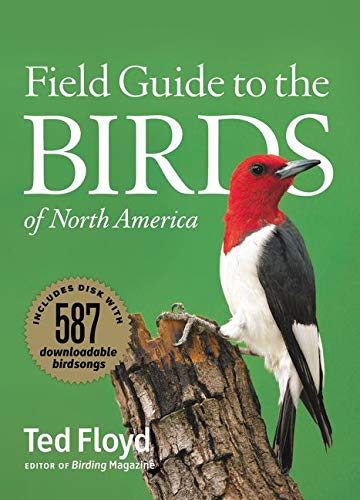 Field Guide to the
BIRDS
of North America
INCLUDES DISK WITH
587
downloadable
birdsongs
Ted Floyd
EDITOR OF Birding Magazine